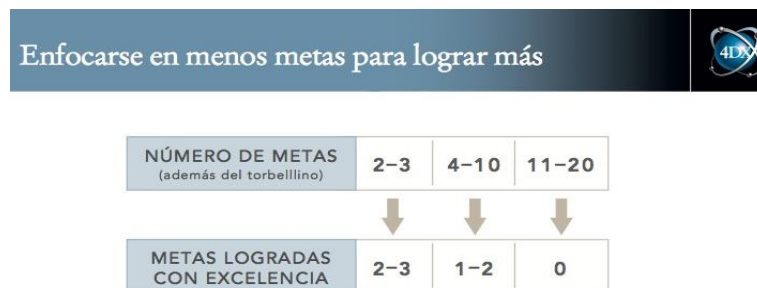 Enfocarse en menos metas para lograr más
4DX
NÚMERO DE METAS
(además del torbelllino)
2-3 4-10 11-20
METAS LOGRADAS
CON EXCELENCIA
2-3 1-2 0